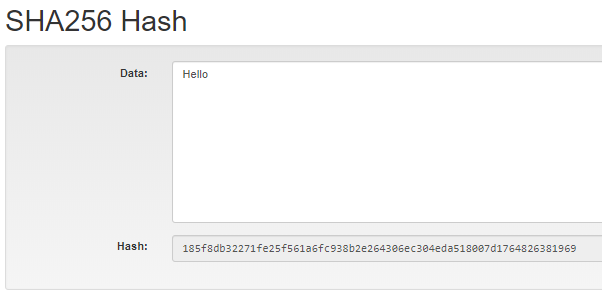 SHA256 Hash
Data:
Hello
Hash:
185f8db32271fe25f561a6fc938b2e264306ec304eda518007d1764826381969